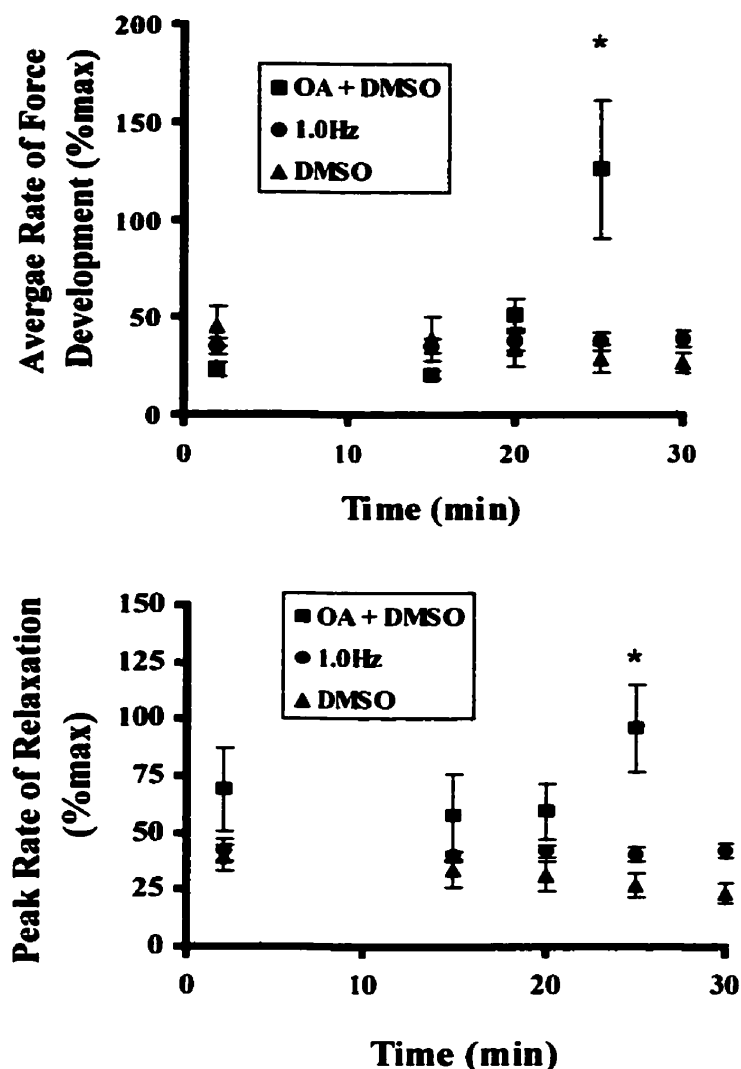 Avergae Rate of Force
Development (%max)
200
150
100
50
0
*
OA + DMSO
1.0Hz
DMSO
0
10
20
30
Time (min)
Peak Rate of Relaxation
(%max)
150
125
100
75
50
25
0
*
OA + DMSO
1.0Hz
DMSO
0
10
20
30
Time (min)